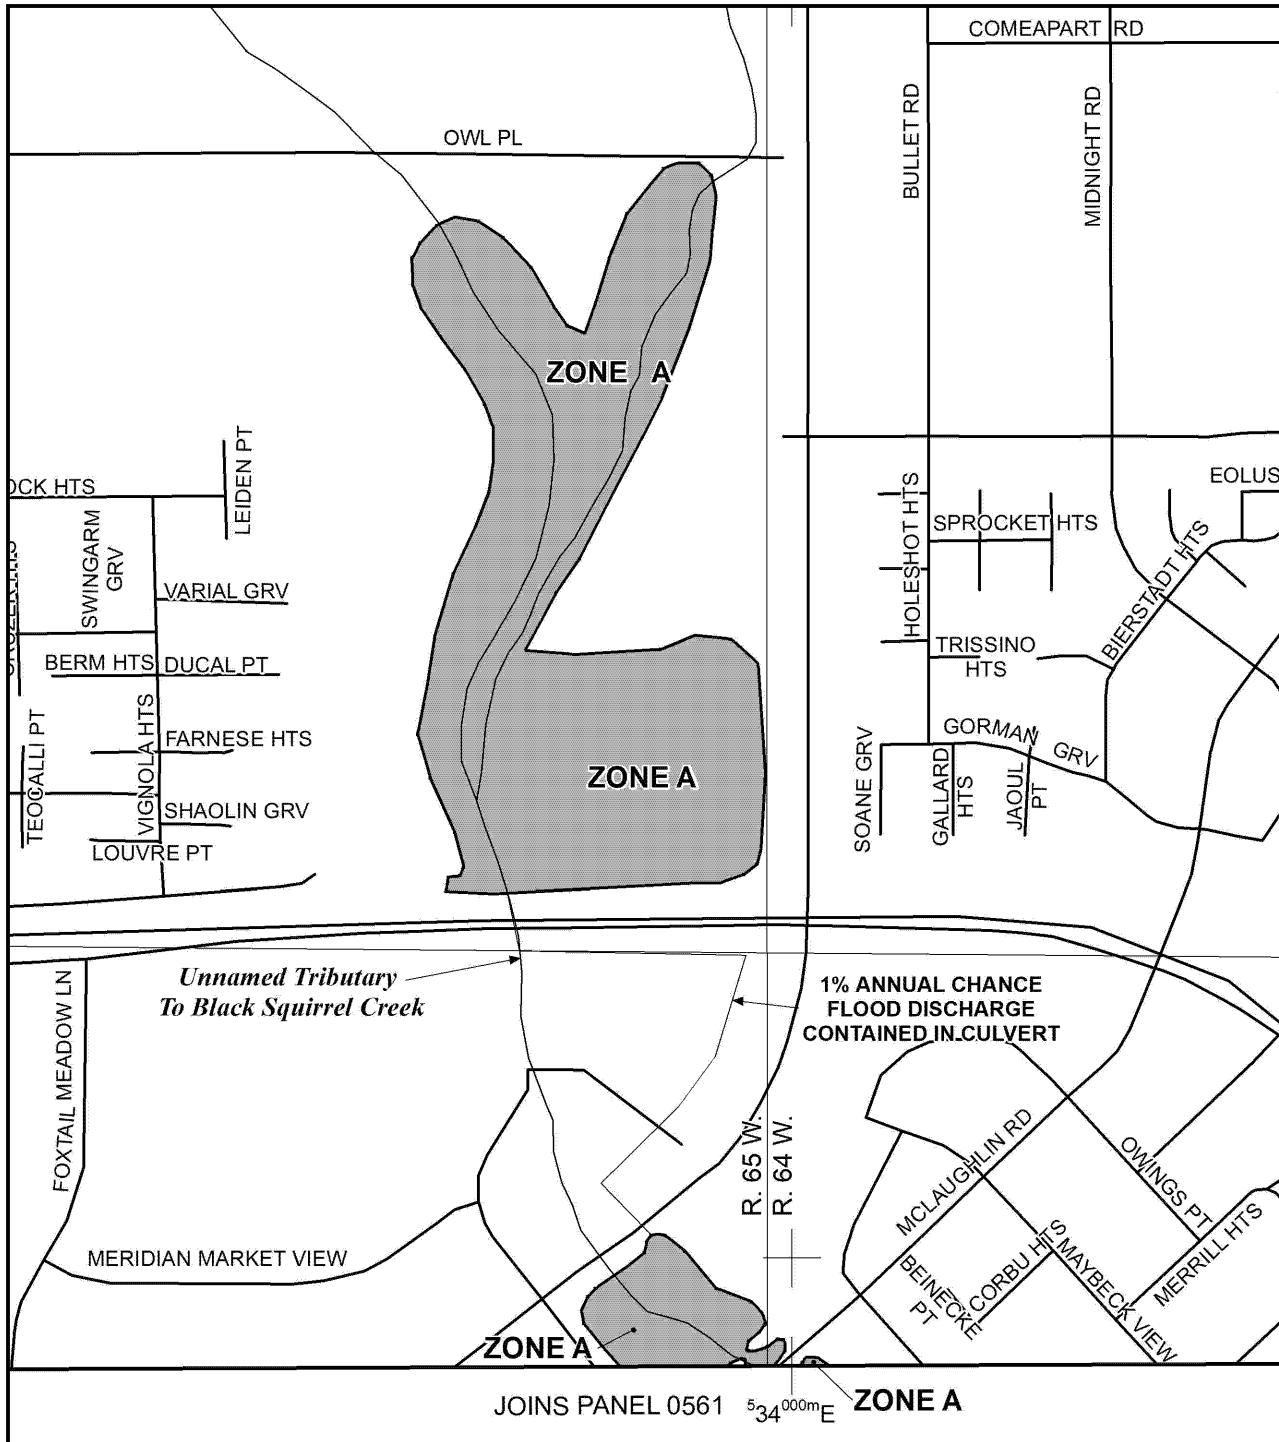 COMEAPART RD
OWL PL
BULLET RD
MIDNIGHT RD
ZONE A
LEIDEN PT
OCK HTS
SWINGARM
GRV
VARIAL GRV
BERM HTS
DUCAL PT
VIGNOLA HTS
TEOCALLI PT
FARNESE HTS
SHAOLIN GRV
LOUVRE PT
EOLUS
HOLESHOT HTS
SPROCKET HTS
BIERSTADT HTS
TRISSINO
HTS
GORMAN GRV
SOANE GRV
GALLARD
HTS
JAOUL
PT
ZONE A
Unnamed Tributary
To Black Squirrel Creek
1% ANNUAL CHANCE
FLOOD DISCHARGE
CONTAINED IN CULVERT
FOXTAIL MEADOW LN
MERIDIAN MARKET VIEW
R. 65 W.
R. 64 W.
MCLAUGHLIN RD
OWINGS PT
MERRILL HTS
CORBU HTS
MAYBECK VIEW
BEINECKE
PT
ZONE A
ZONE A
JOINS PANEL 0561
534000mE